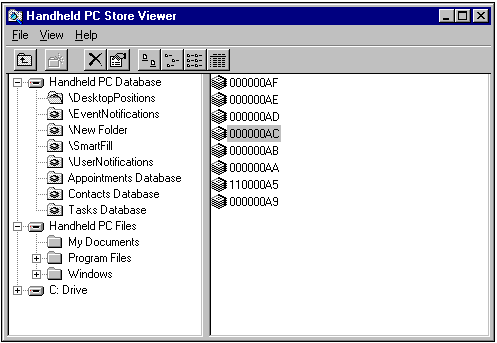 Handheld PC Store Viewer
File View Help
Handheld PC Database
\DesktopPositions
\EventNotifications
\New Folder
\SmartFill
\UserNotifications
Appointments Database
Contacts Database
Tasks Database
Handheld PC Files
My Documents
Program Files
Windows
C: Drive
000000AF
000000AE
000000AD
000000AC
000000AB
000000AA
110000A5
000000A9